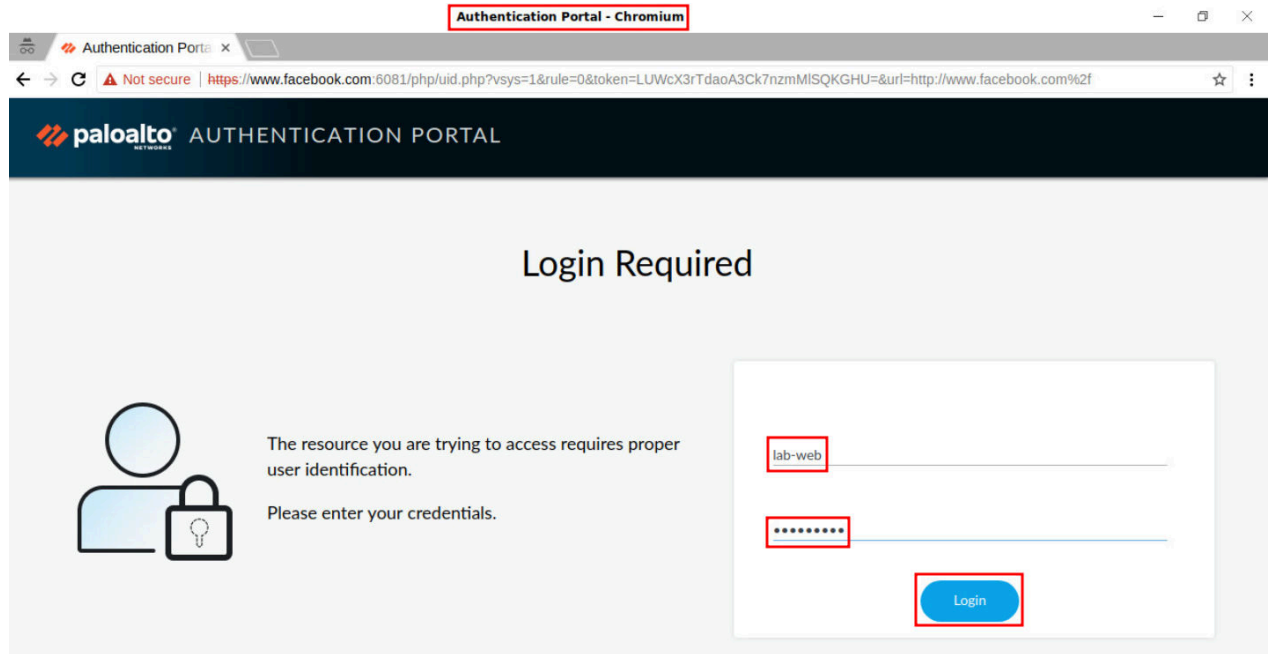 Authentication Portal - Chromium
Authentication Porta
Not secure | https://www.facebook.com:6081/php/uid.php?vsys=1&rule=0&token=LUWcX3rTdaoA3Ck7nzmMlSQKGHU=&url=http://www.facebook.com%2f
paloalto NETWORKS AUTHENTICATION PORTAL
Login Required
The resource you are trying to access requires proper
user identification.
Please enter your credentials.
lab-web
•••••••••
Login